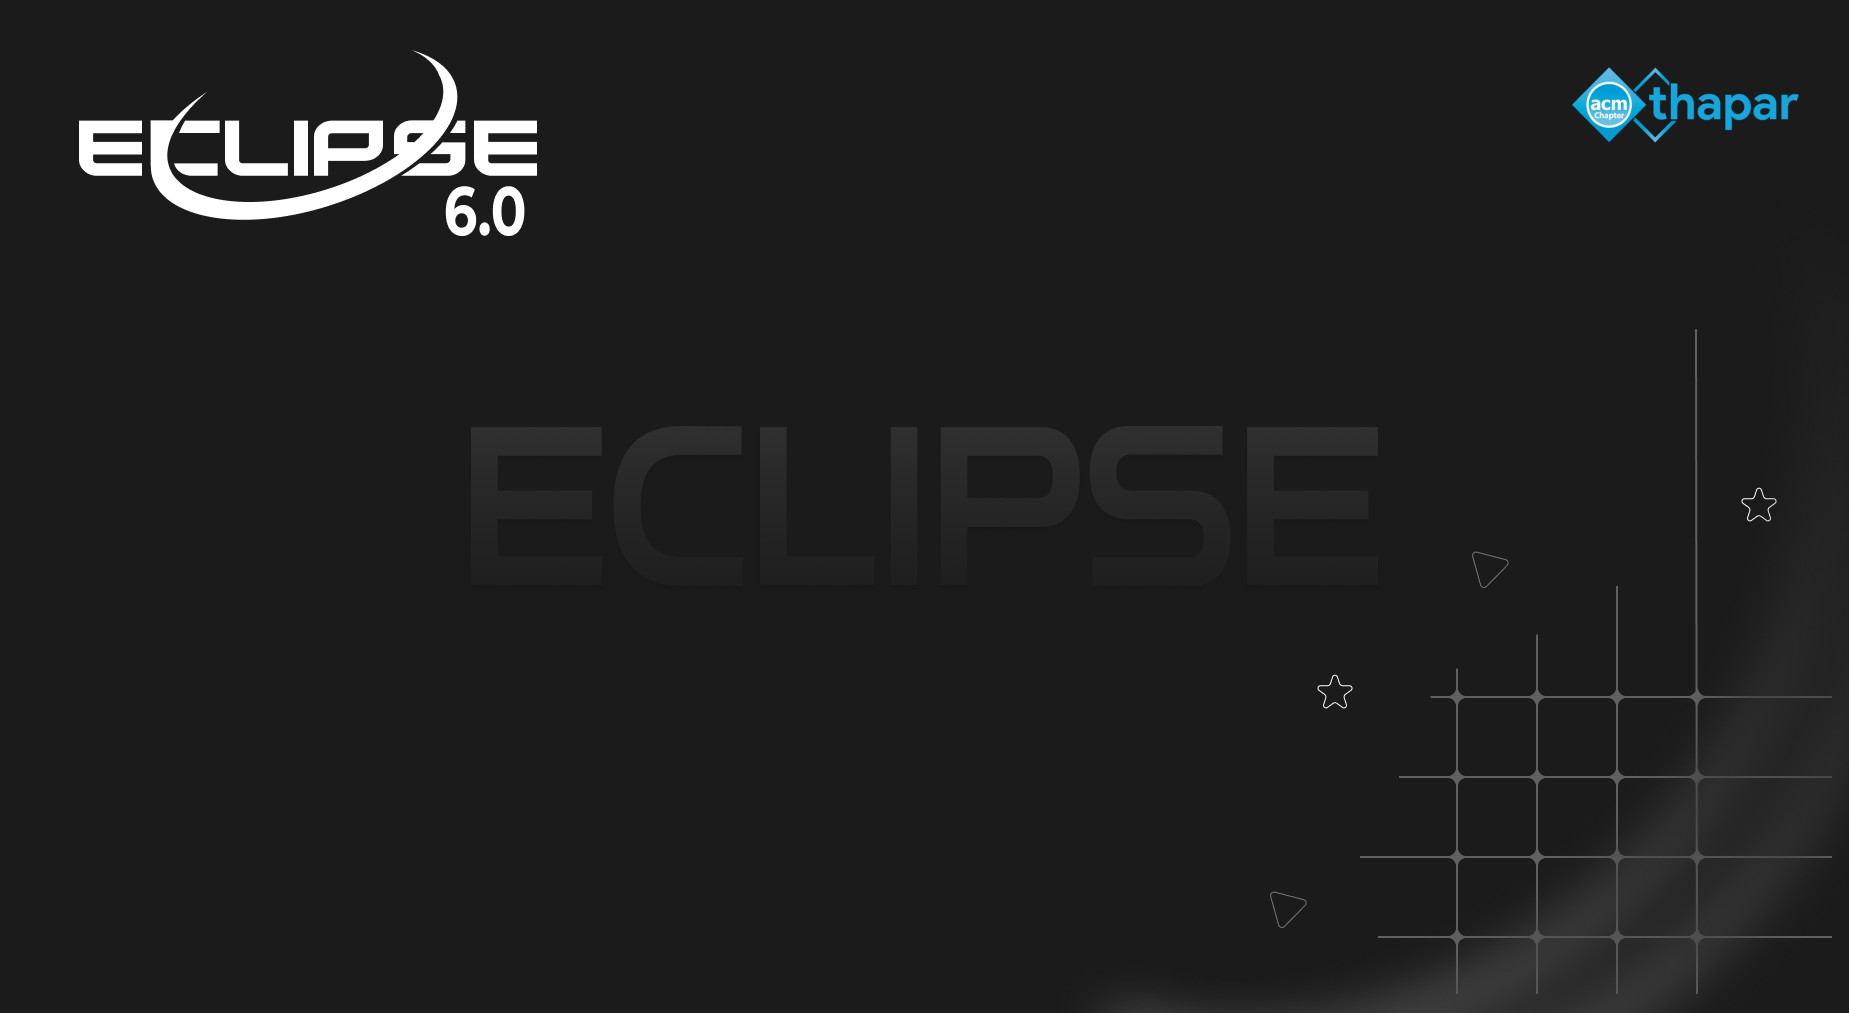 ECLIPSE
6.0
acm
Chapter
thapar
ECLIPSE